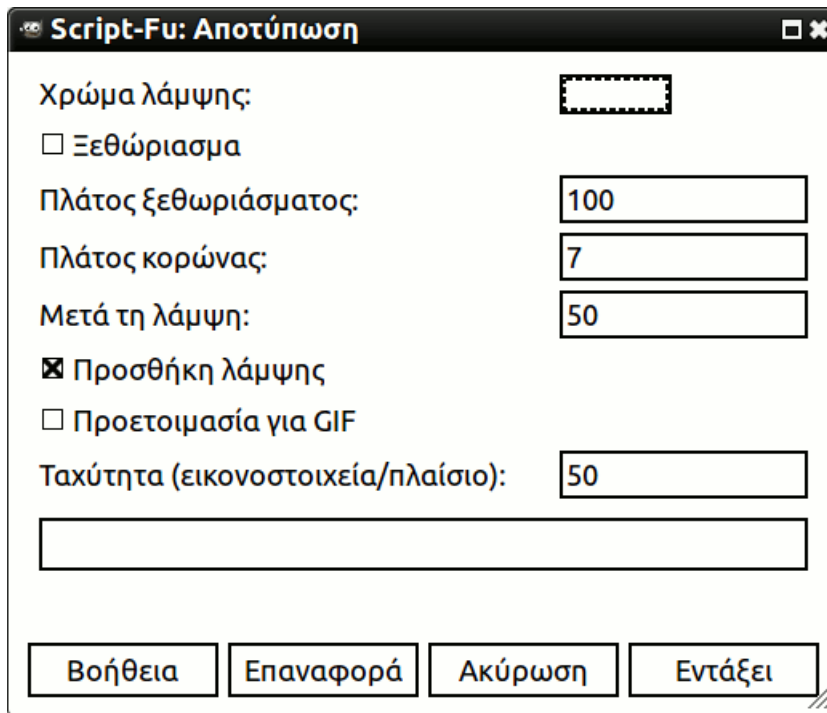 Script-Fu: Αποτύπωση
Χρώμα λάμψης:
Ξεθώριασμα
Πλάτος ξεθωριάσματος: 100
Πλάτος κορώνας: 7
Μετά τη λάμψη: 50
Προσθήκη λάμψης
Προετοιμασία για GIF
Ταχύτητα (εικονοστοιχεία/πλαίσιο): 50
Βοήθεια Επαναφορά Ακύρωση Εντάξει